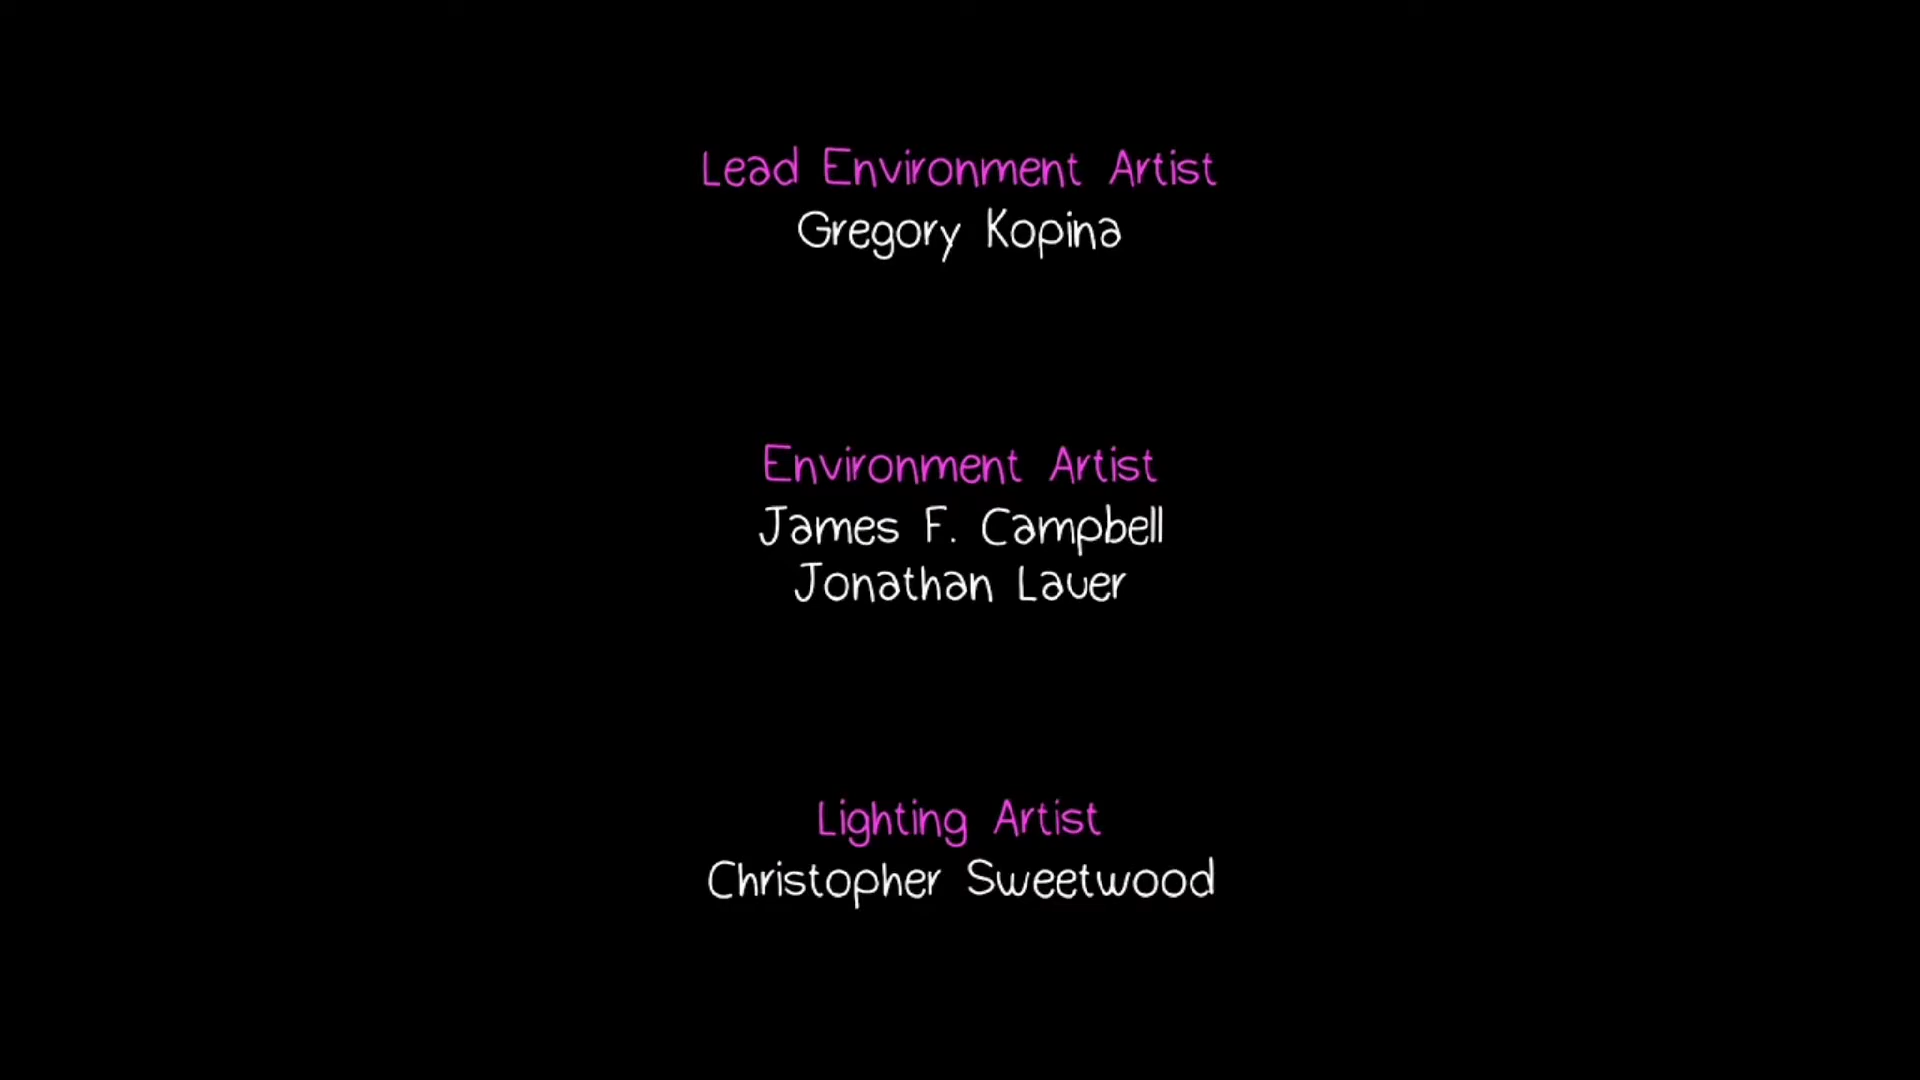 Lead Environment Artist
Gregory Kopina
Environment Artist
James F. Campbell
Jonathan Lauer
Lighting Artist
Christopher Sweetwood